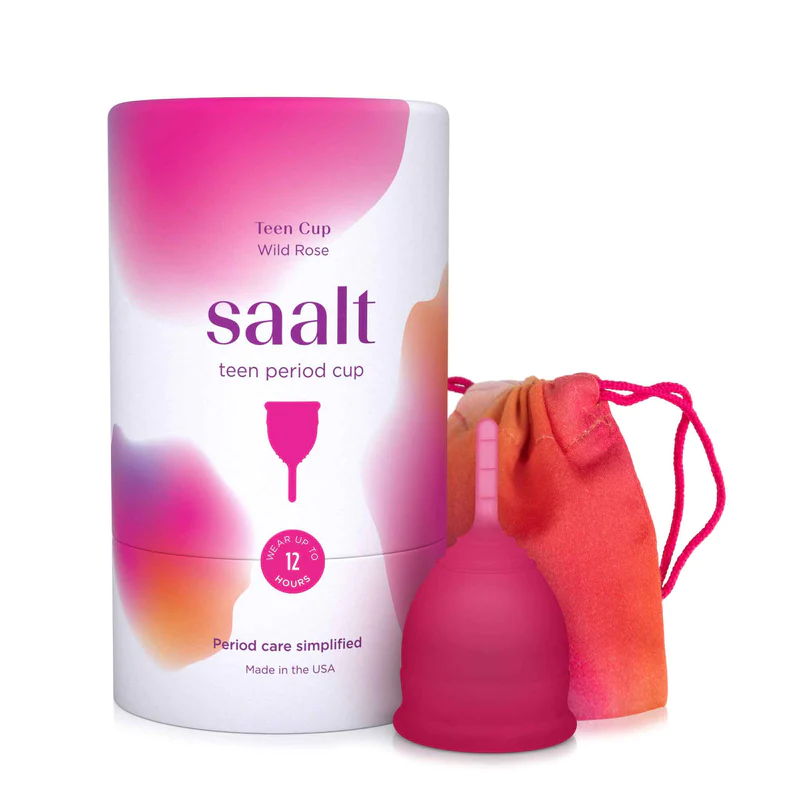 Teen Cup
Wild Rose
saalt
teen period cup
WEAR UP TO
12
HOURS
Period care simplified
Made in the USA